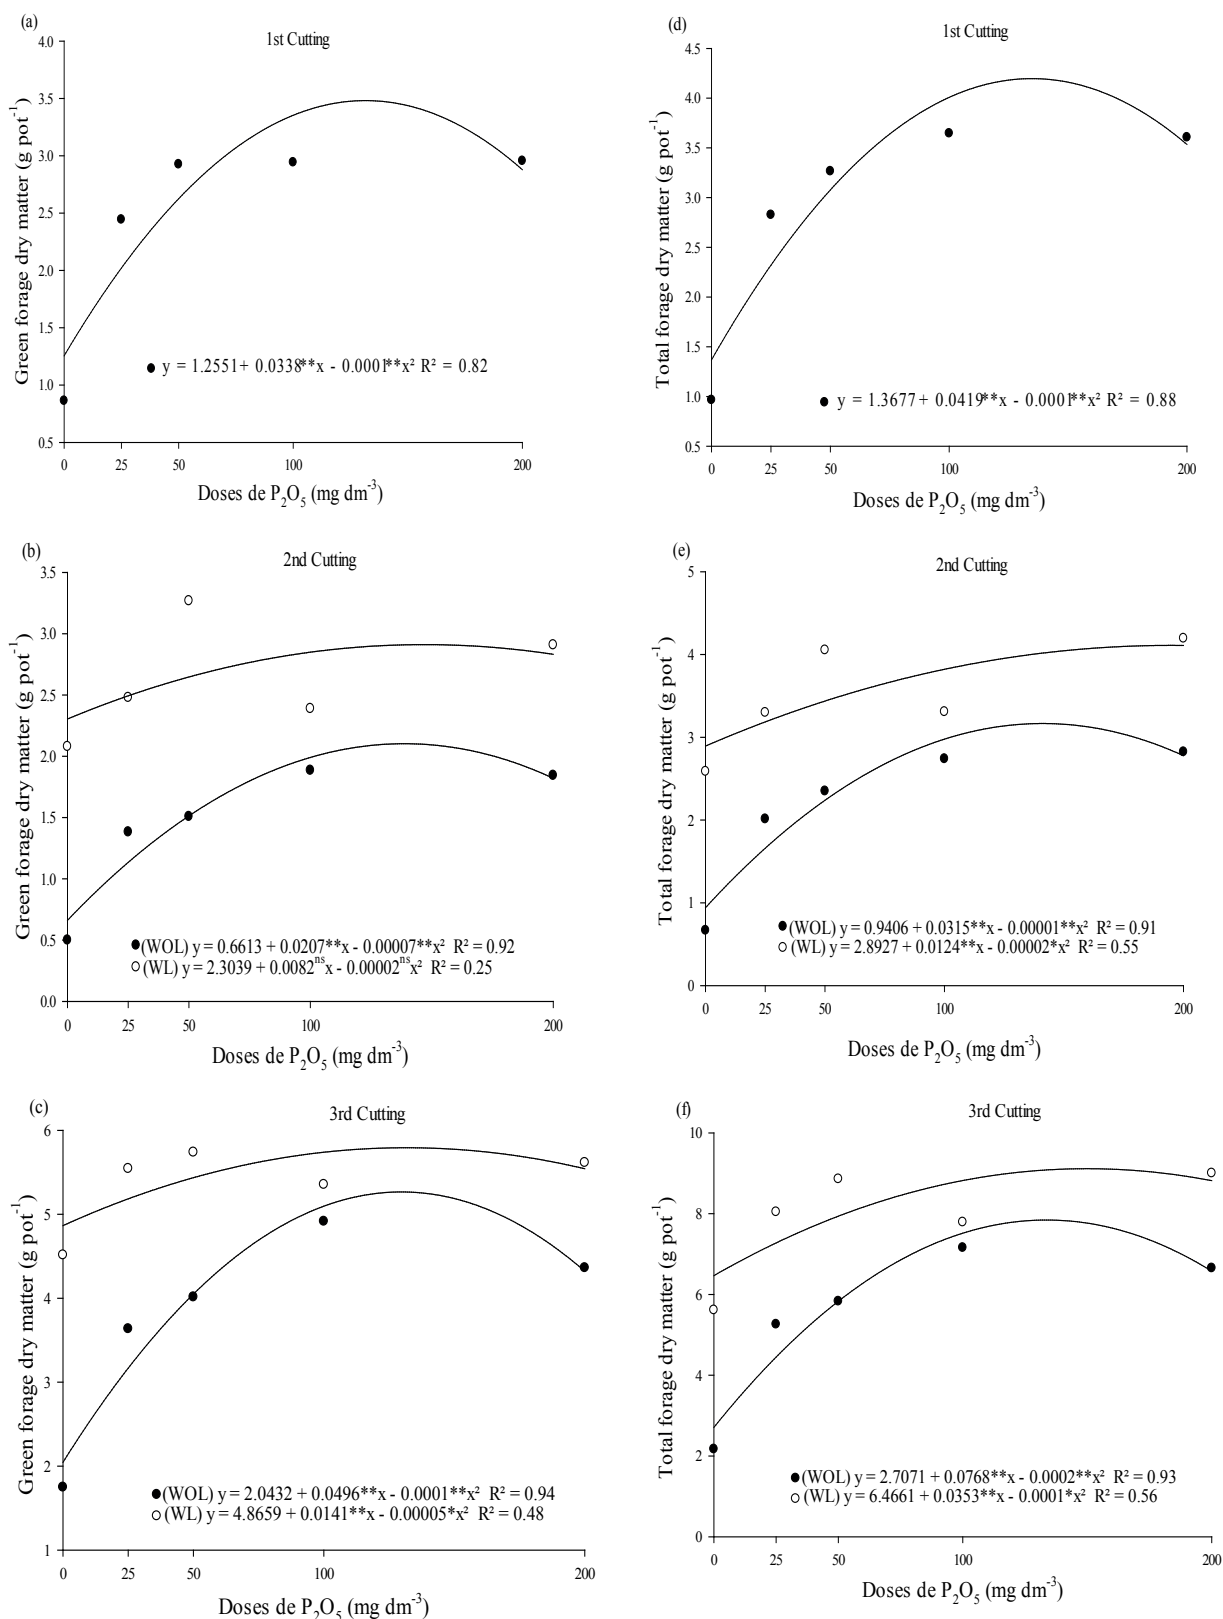 (a)
1st Cutting
Green forage dry matter (g pot⁻¹)
4.0
3.5
3.0
2.5
2.0
1.5
1.0
0.5
y = 1.2551+ 0.0338**x - 0.0001**x² R² = 0.82
0 25 50 100 200
Doses de P₂O₅ (mg dm⁻³)
(d)
1st Cutting
Total forage dry matter (g pot⁻¹)
4.5
4.0
3.5
3.0
2.5
2.0
1.5
1.0
0.5
y = 1.3677 + 0.0419**x - 0.0001**x² R² = 0.88
0 25 50 100 200
Doses de P₂O₅ (mg dm⁻³)
(b)
2nd Cutting
Green forage dry matter (g pot⁻¹)
3.5
3.0
2.5
2.0
1.5
1.0
0.5
0.0
(WOL) y = 0.6613 + 0.0207**x - 0.00007**x² R² = 0.92
(WL) y = 2.3039 + 0.0082ⁿˢx - 0.00002ⁿˢx² R² = 0.25
0 25 50 100 200
Doses de P₂O₅ (mg dm⁻³)
(e)
2nd Cutting
Total forage dry matter (g pot⁻¹)
5
4
3
2
1
0
(WOL) y = 0.9406 + 0.0315**x - 0.00001**x² R² = 0.91
(WL) y = 2.8927 + 0.0124**x - 0.00002*x² R² = 0.55
0 25 50 100 200
Doses de P₂O₅ (mg dm⁻³)
(c)
3rd Cutting
Green forage dry matter (g pot⁻¹)
6
5
4
3
2
1
(WOL) y = 2.0432 + 0.0496**x - 0.0001**x² R² = 0.94
(WL) y = 4.8659 + 0.0141**x - 0.00005*x² R² = 0.48
0 25 50 100 200
Doses de P₂O₅ (mg dm⁻³)
(f)
3rd Cutting
Total forage dry matter (g pot⁻¹)
10
8
6
4
2
0
(WOL) y = 2.7071 + 0.0768**x - 0.0002**x² R² = 0.93
(WL) y = 6.4661 + 0.0353**x - 0.0001*x² R² = 0.56
0 25 50 100 200
Doses de P₂O₅ (mg dm⁻³)